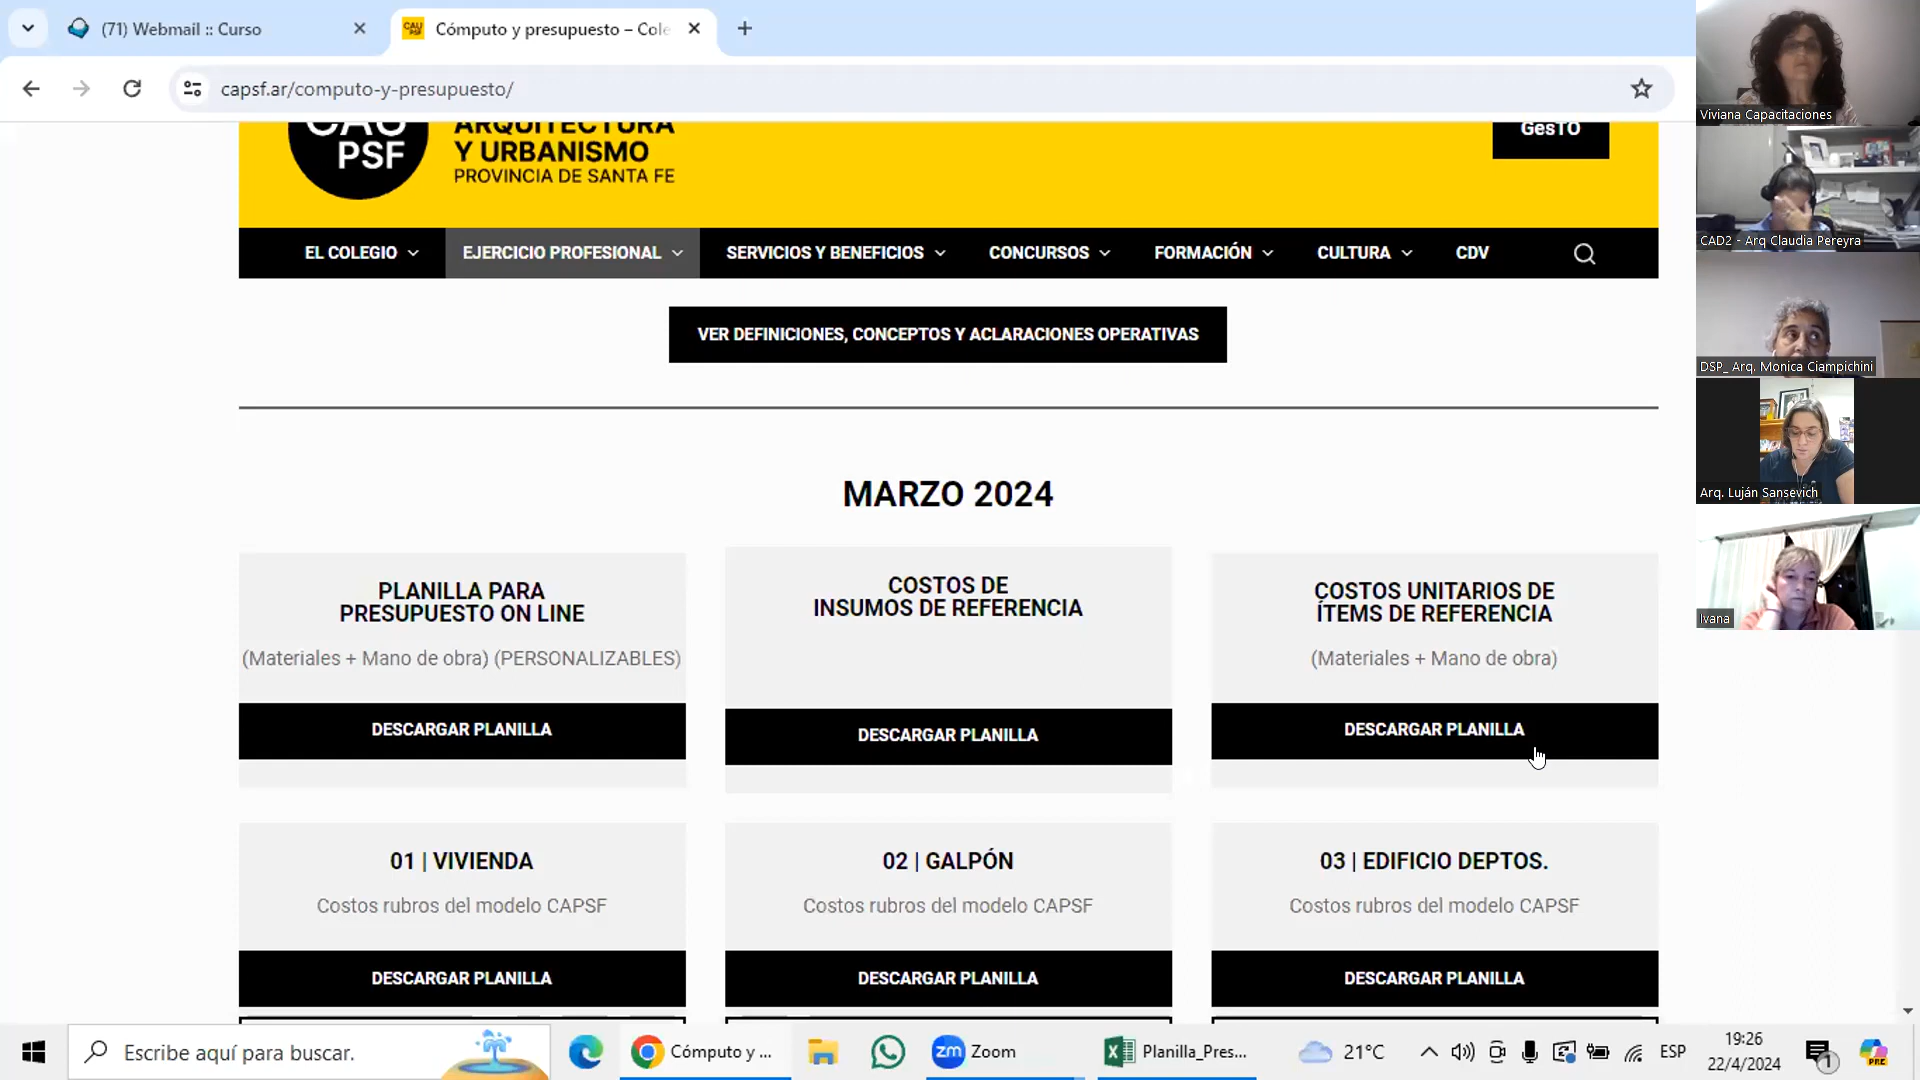 (71) Webmail :: Curso
Cómputo y presupuesto – Cole
capsf.ar/computo-y-presupuesto/
CAU
PSF
ARQUITECTURA
Y URBANISMO
PROVINCIA DE SANTA FE
GesTO
EL COLEGIO
EJERCICIO PROFESIONAL
SERVICIOS Y BENEFICIOS
CONCURSOS
FORMACIÓN
CULTURA
CDV
VER DEFINICIONES, CONCEPTOS Y ACLARACIONES OPERATIVAS
MARZO 2024
PLANILLA PARA
PRESUPUESTO ON LINE
(Materiales + Mano de obra) (PERSONALIZABLES)
DESCARGAR PLANILLA
COSTOS DE
INSUMOS DE REFERENCIA
DESCARGAR PLANILLA
COSTOS UNITARIOS DE
ÍTEMS DE REFERENCIA
(Materiales + Mano de obra)
DESCARGAR PLANILLA
01 | VIVIENDA
Costos rubros del modelo CAPSF
DESCARGAR PLANILLA
02 | GALPÓN
Costos rubros del modelo CAPSF
DESCARGAR PLANILLA
03 | EDIFICIO DEPTOS.
Costos rubros del modelo CAPSF
DESCARGAR PLANILLA
Viviana Capacitaciones
CAD2 - Arq Claudia Pereyra
DSP_ Arq. Monica Ciampichini
Arq. Luján Sansevich
Ivana
Escribe aquí para buscar.
Cómputo y ...
zm
Zoom
Planilla_Pres...
21°C
ESP
19:26
22/4/2024
1
PRE